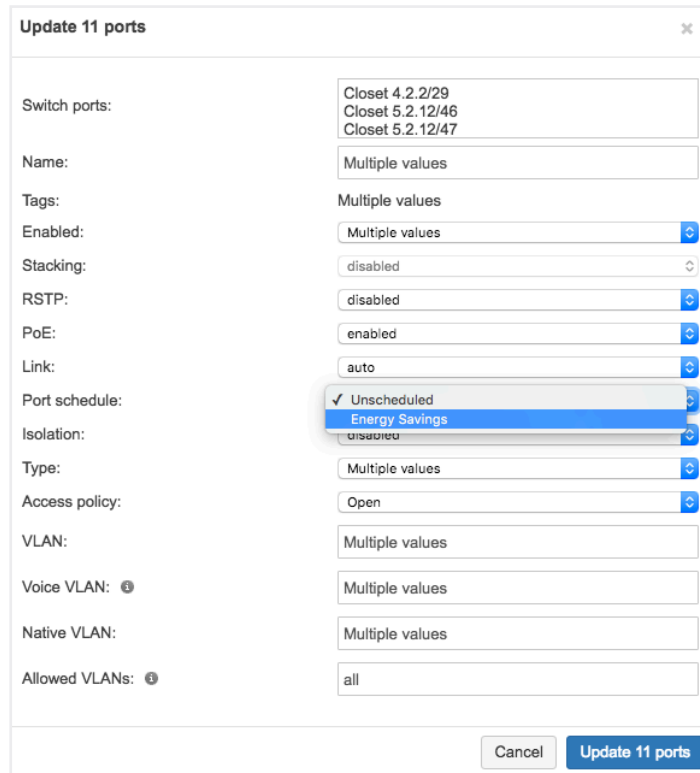 Update 11 ports
Switch ports:
Closet 4.2.2/29
Closet 5.2.12/46
Closet 5.2.12/47
Name: Multiple values
Tags: Multiple values
Enabled: Multiple values
Stacking: disabled
RSTP: disabled
PoE: enabled
Link: auto
Port schedule: ✓ Unscheduled
Energy Savings
Isolation: disabled
Type: Multiple values
Access policy: Open
VLAN: Multiple values
Voice VLAN: Multiple values
Native VLAN: Multiple values
Allowed VLANs: all
Cancel Update 11 ports